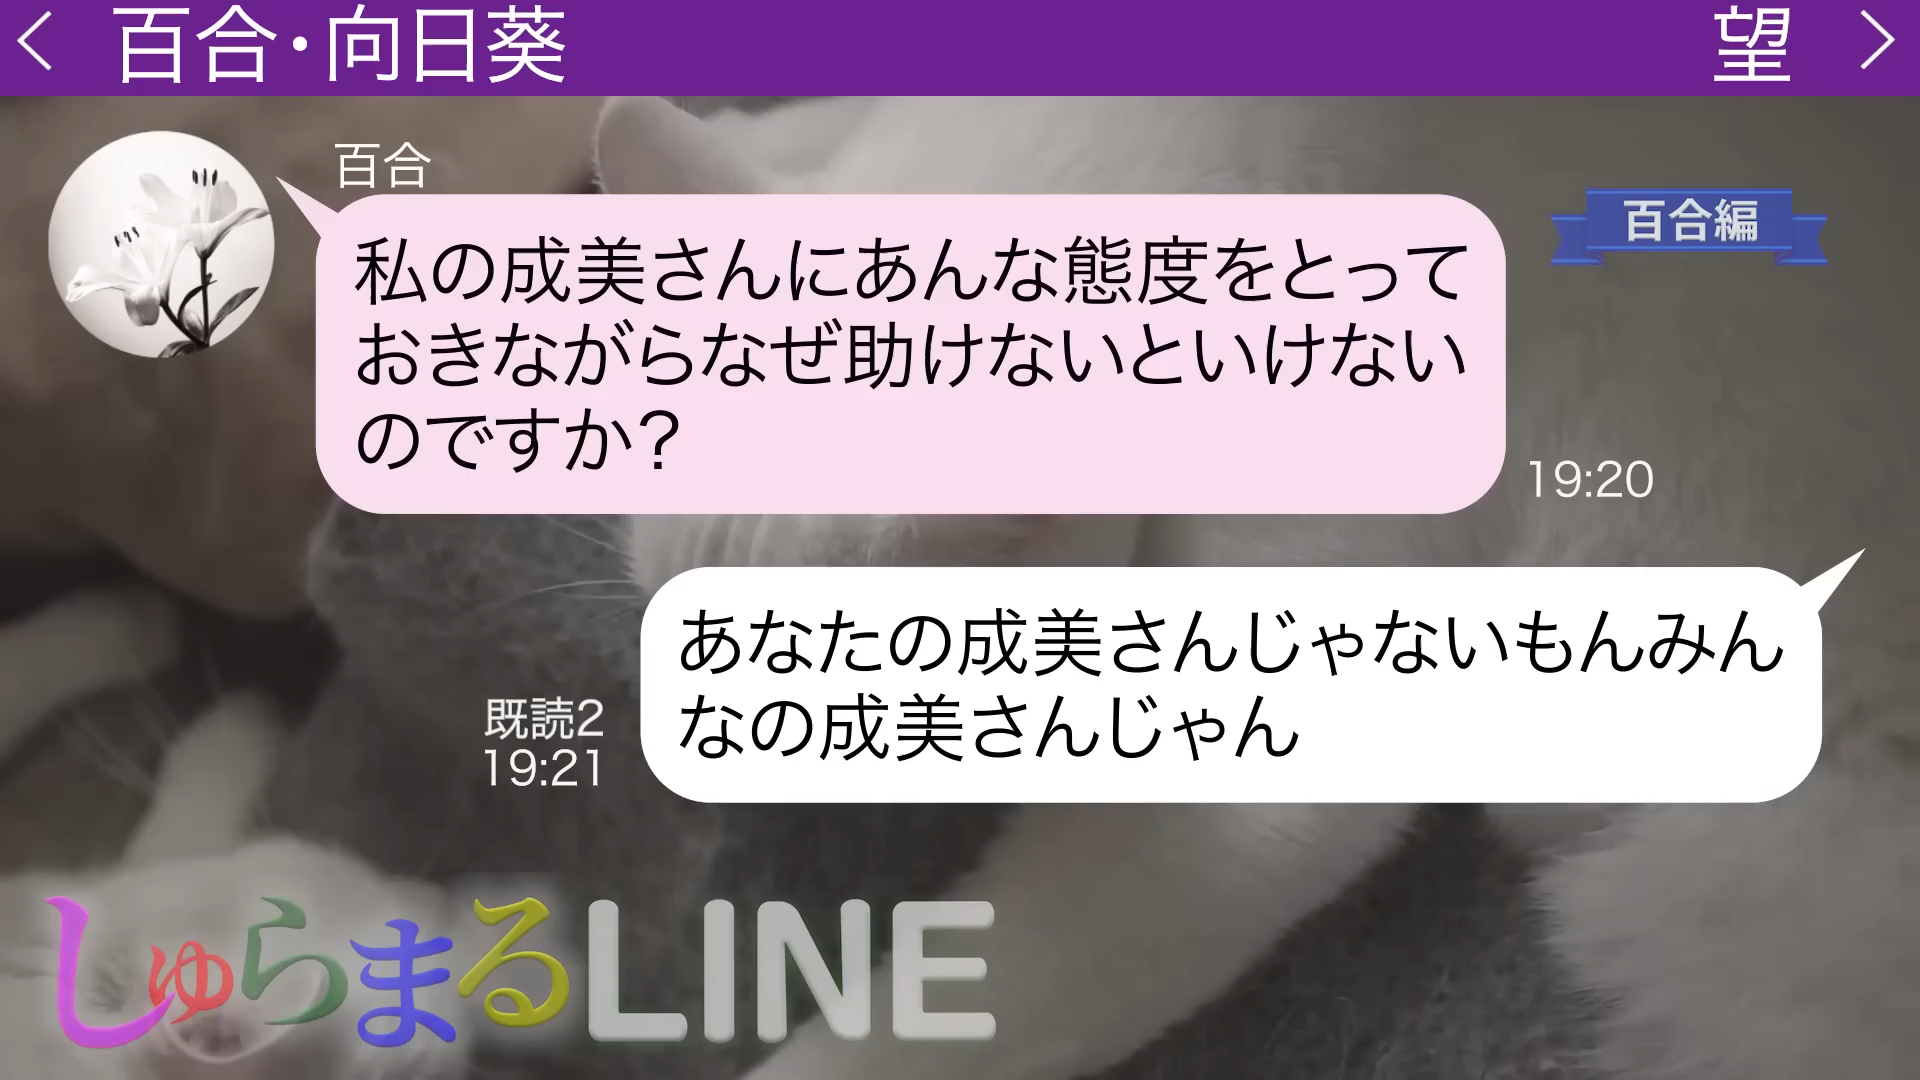 百合・向日葵
望
百合
百合編
私の成美さんにあんな態度をとって
おきながらなぜ助けないといけない
のですか?
19:20
あなたの成美さんじゃないもんみん
なの成美さんじゃん
既読2
19:21
しゅらまるLINE